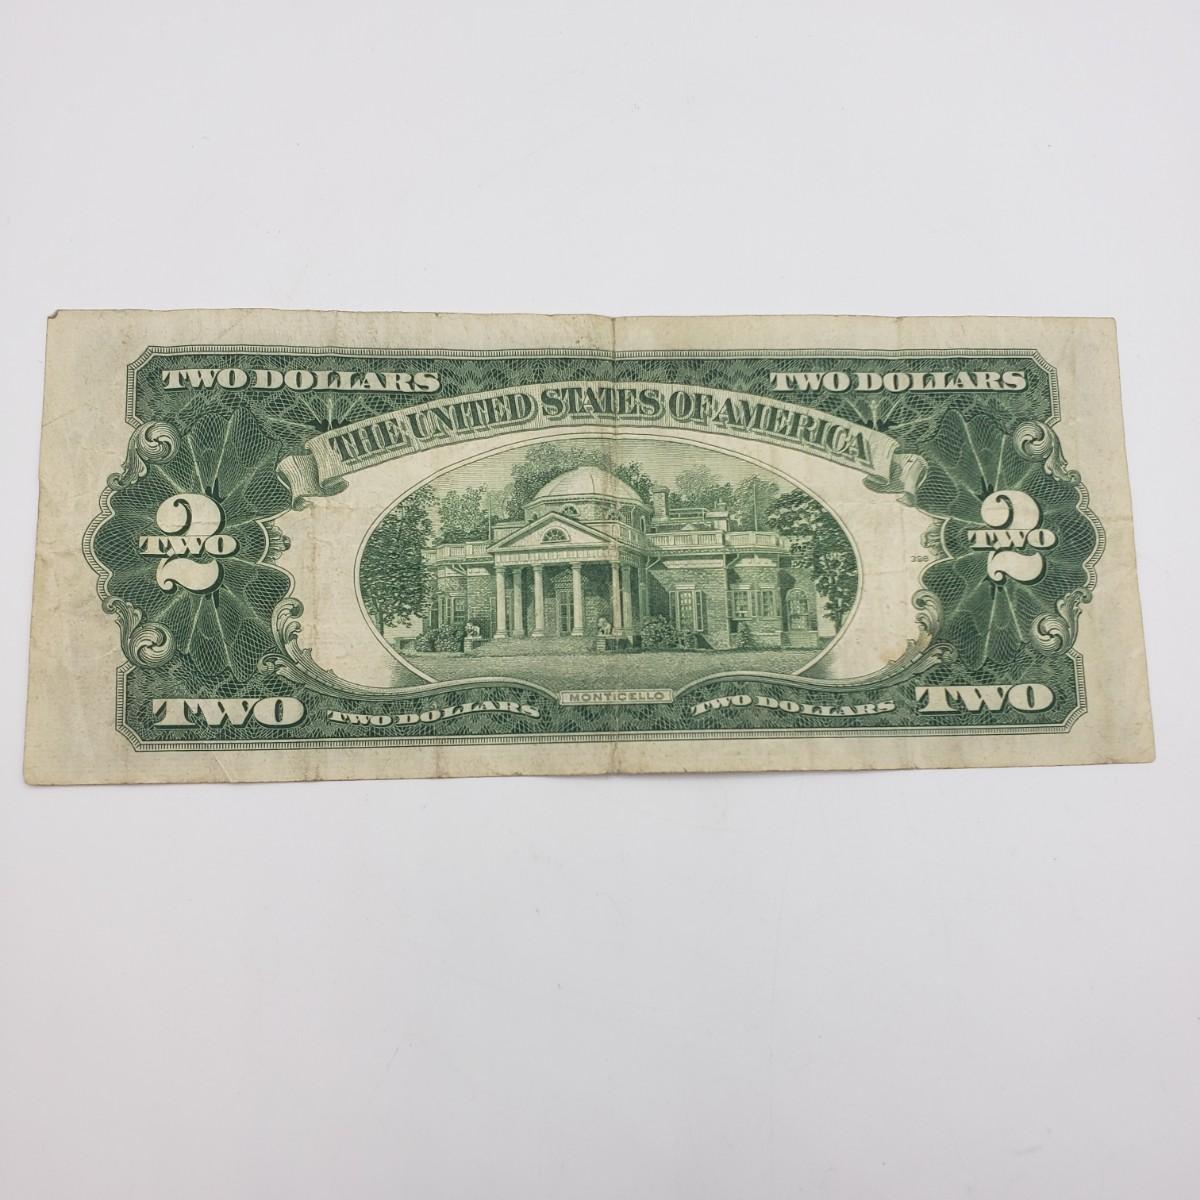 TWO DOLLARS
TWO DOLLARS
THE UNITED STATES OF AMERICA
2
TWO
2
TWO
398
TWO
TWO DOLLARS
MONTICELLO
TWO DOLLARS
TWO